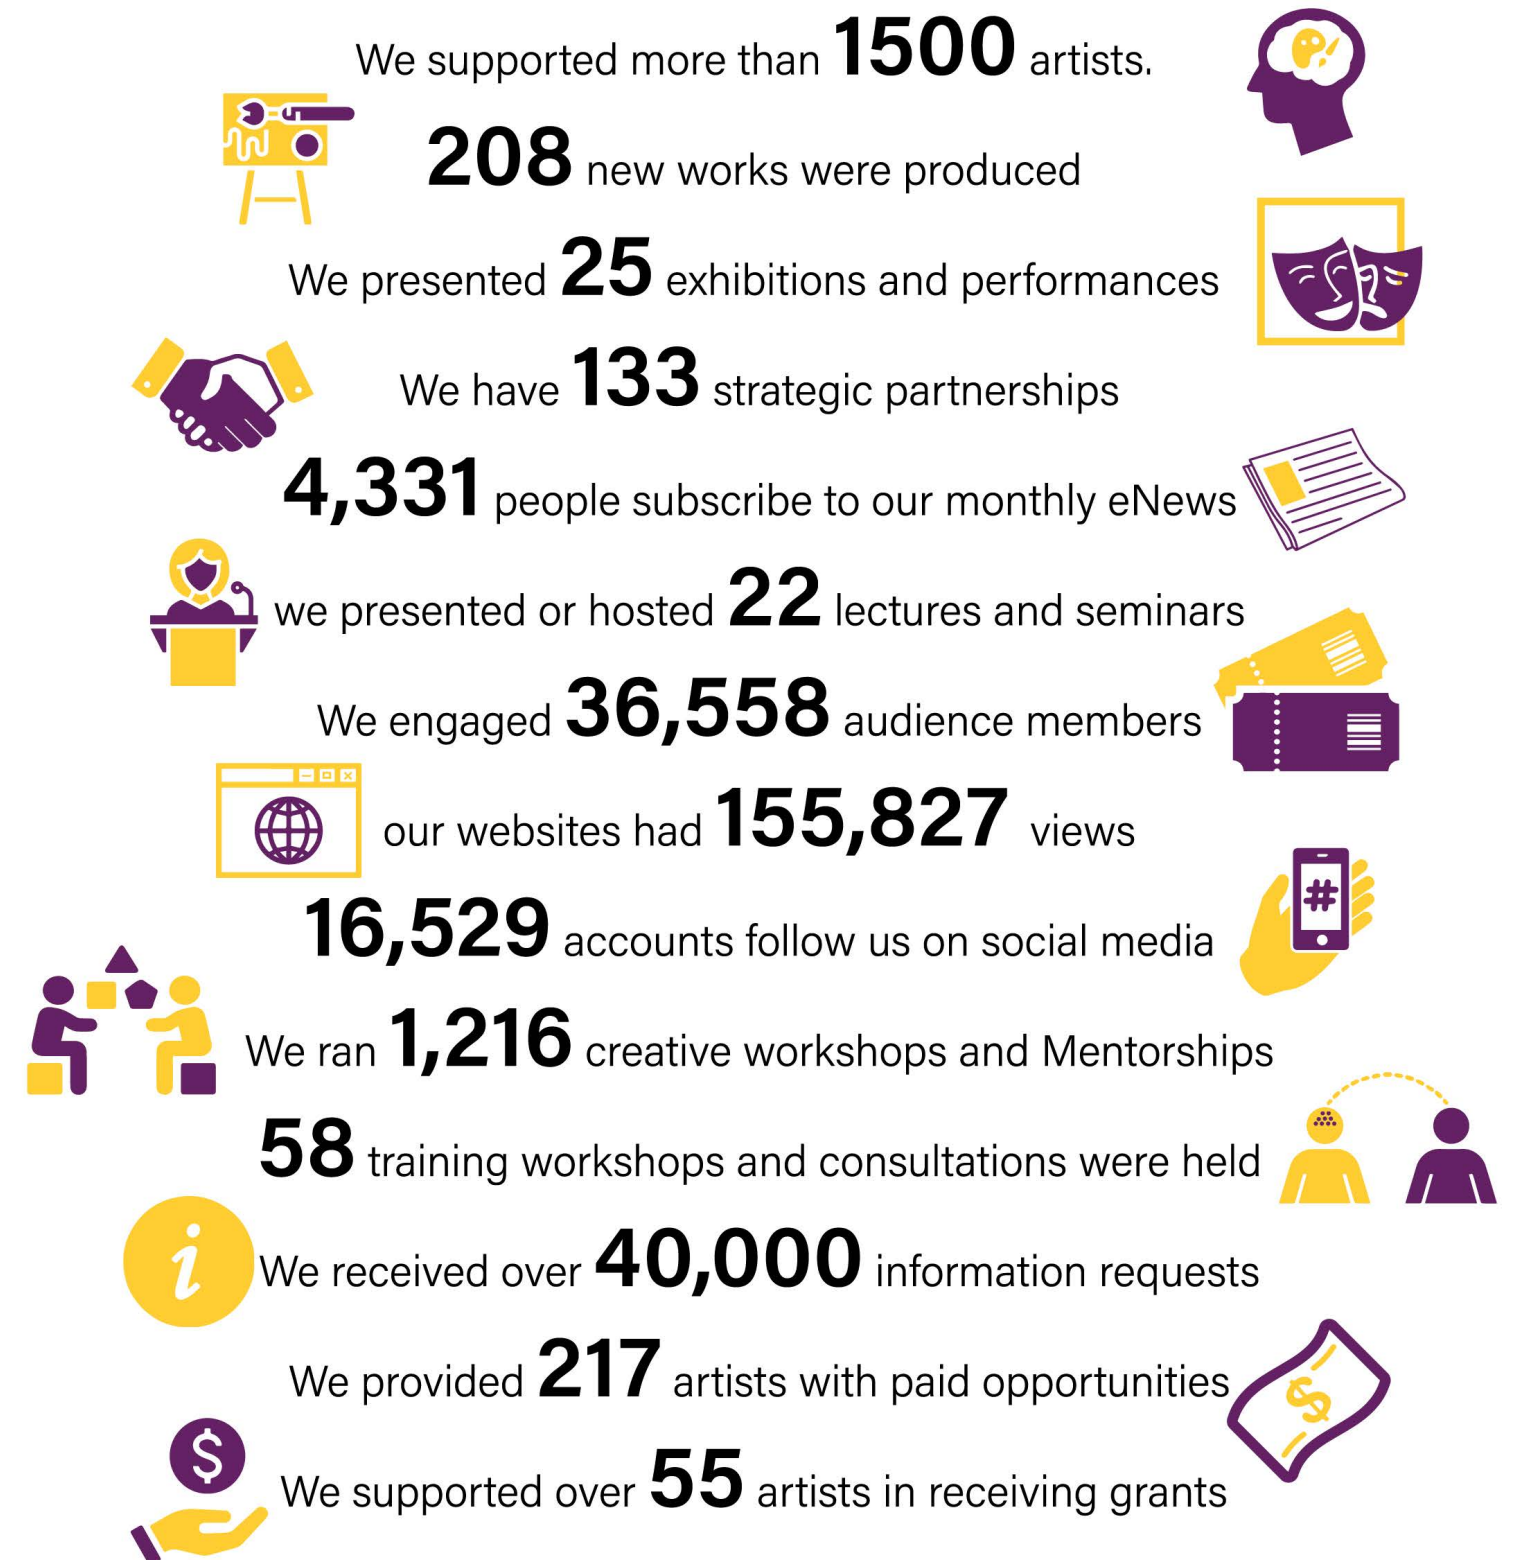 We supported more than 1500 artists.
208 new works were produced
We presented 25 exhibitions and performances
We have 133 strategic partnerships
4,331 people subscribe to our monthly eNews
we presented or hosted 22 lectures and seminars
We engaged 36,558 audience members
our websites had 155,827 views
16,529 accounts follow us on social media
#
We ran 1,216 creative workshops and Mentorships
58 training workshops and consultations were held
i
We received over 40,000 information requests
We provided 217 artists with paid opportunities
$
$
We supported over 55 artists in receiving grants